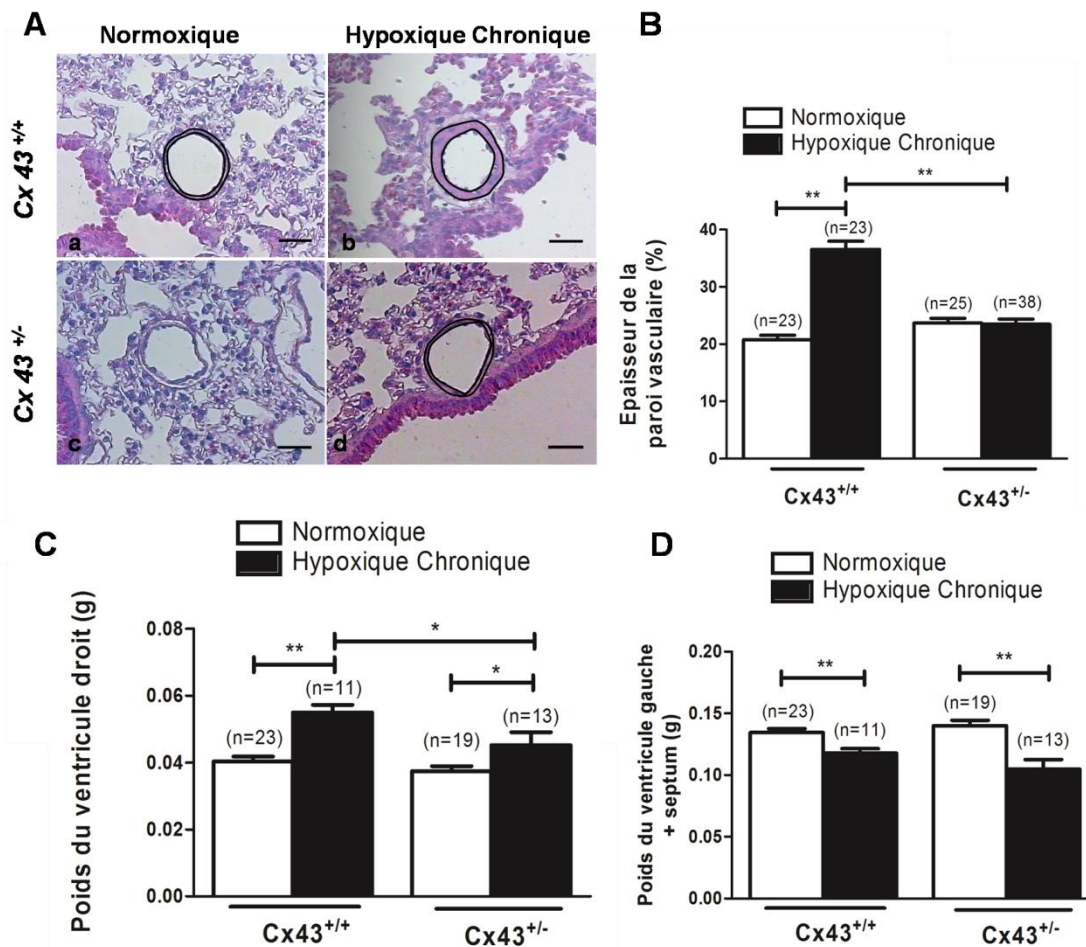 A
Normoxique
Hypoxique Chronique
Cx 43 +/+
Cx 43 +/-
a
b
c
d
B
Normoxique
Hypoxique Chronique
**
**
(n=23)
(n=23)
(n=25)
(n=38)
Epaisseur de la
paroi vasculaire (%)
40
30
20
10
0
Cx43+/+
Cx43+/-
C
Normoxique
Hypoxique Chronique
*
**
*
(n=23)
(n=11)
(n=19)
(n=13)
Poids du ventricule droit (g)
0.08
0.06
0.04
0.02
0.00
Cx43+/+
Cx43+/-
D
Normoxique
Hypoxique Chronique
**
**
(n=23)
(n=11)
(n=19)
(n=13)
Poids du ventricule gauche
+ septum (g)
0.20
0.15
0.10
0.05
0.00
Cx43+/+
Cx43+/-